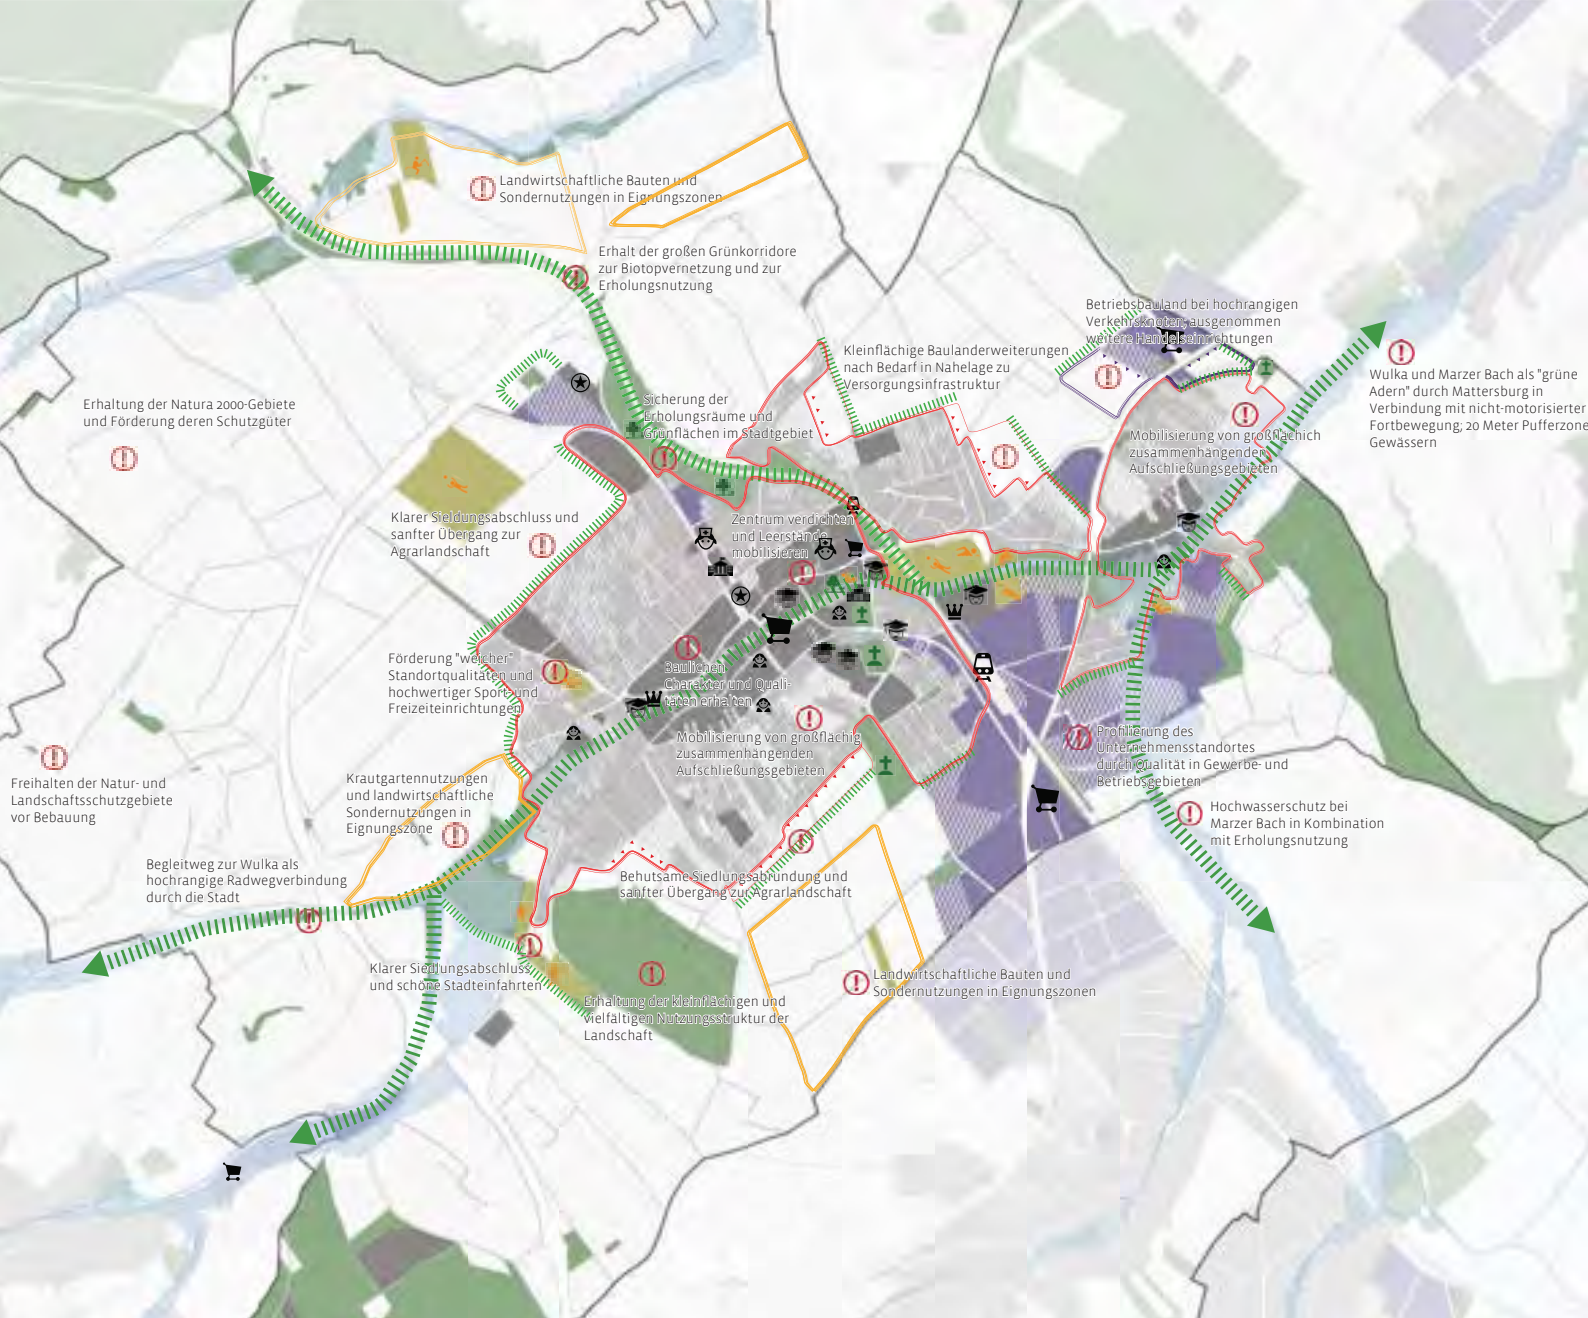 Landwirtschaftliche Bauten und
Sondernutzungen in Eignungszonen
Erhalt der großen Grünkorridore
zur Biotopvernetzung und zur
Erholungsnutzung
Betriebsbauland bei hochrangigen
Verkehrsknoten, ausgenommen
weitere Handelseinrichtungen
Kleinflächige Baulanderweiterungen
nach Bedarf in Nahelage zu
Versorgungsinfrastruktur
Wulka und Marzer Bach als "grüne
Adern" durch Mattersburg in
Verbindung mit nicht-motorisierter
Fortbewegung; 20 Meter Pufferzone
Gewässern
Erhaltung der Natura 2000-Gebiete
und Förderung deren Schutzgüter
Sicherung der
Erholungsräume und
Grünflächen im Stadtgebiet
Mobilisierung von großflächich
zusammenhängenden
Aufschließungsgebieten
Klarer Sieldungsabschluss und
sanfter Übergang zur
Agrarlandschaft
Zentrum verdichten
und Leerstände
mobilisieren
Förderung "weicher"
Standortqualitäten und
hochwertiger Sport- und
Freizeiteinrichtungen
Baulichen
Charakter und Quali-
täten erhalten
Mobilisierung von großflächig
zusammenhängenden
Aufschließungsgebieten
Profilierung des
Unternehmensstandortes
durch Qualität in Gewerbe- und
Betriebsgebieten
Freihalten der Natur- und
Landschaftsschutzgebiete
vor Bebauung
Krautgartennutzungen
und landwirtschaftliche
Sondernutzungen in
Eignungszone
Hochwasserschutz bei
Marzer Bach in Kombination
mit Erholungsnutzung
Begleitweg zur Wulka als
hochrangige Radwegverbindung
durch die Stadt
Behutsame Siedlungsabrundung und
sanfter Übergang zur Agrarlandschaft
Klarer Siedlungsabschluss
und schöne Stadteinfahrten
Landwirtschaftliche Bauten und
Sondernutzungen in Eignungszonen
Erhaltung der kleinflächigen und
vielfältigen Nutzungsstruktur der
Landschaft